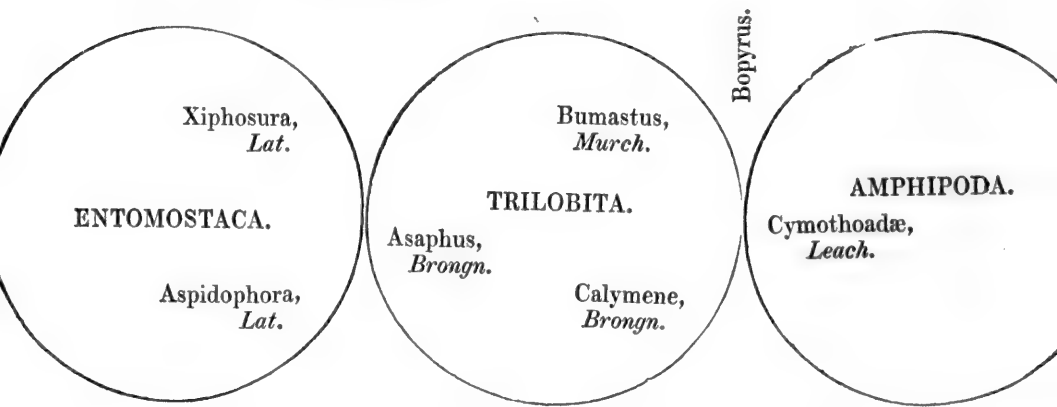 Xiphosura,
Lat.
ENTOMOSTACA.
Aspidophora,
Lat.
Bumastus,
Murch.
TRILOBITA.
Asaphus,
Brongn.
Calymene,
Brongn.
Bopyrus.
AMPHIPODA.
Cymothoadæ,
Leach.